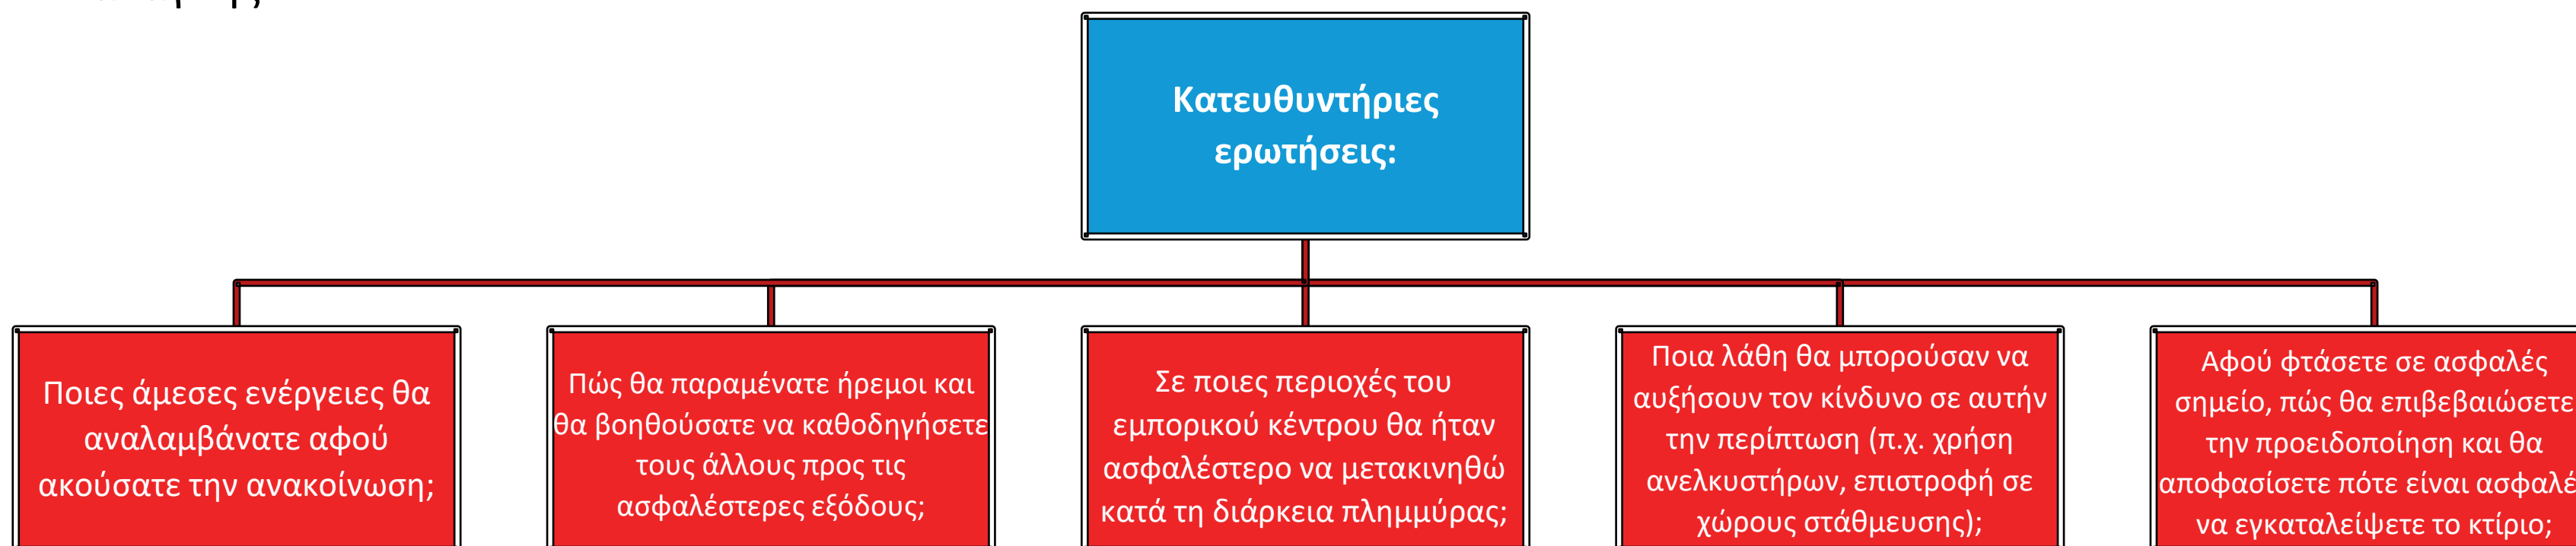 Κατευθυντήριες
ερωτήσεις:
Ποιες άμεσες ενέργειες θα
αναλαμβάνατε αφού
ακούσατε την ανακοίνωση;
Πώς θα παραμένατε ήρεμοι και
θα βοηθούσατε να καθοδηγήσετε
τους άλλους προς τις
ασφαλέστερες εξόδους;
Σε ποιες περιοχές του
εμπορικού κέντρου θα ήταν
ασφαλέστερο να μετακινηθώ
κατά τη διάρκεια πλημμύρας;
Ποια λάθη θα μπορούσαν να
αυξήσουν τον κίνδυνο σε αυτήν
την περίπτωση (π.χ. χρήση
ανελκυστήρων, επιστροφή σε
χώρους στάθμευσης);
Αφού φτάσετε σε ασφαλές
σημείο, πώς θα επιβεβαιώσετε
την προειδοποίηση και θα
αποφασίσετε πότε είναι
να εγκαταλείψετε το κτίριο;